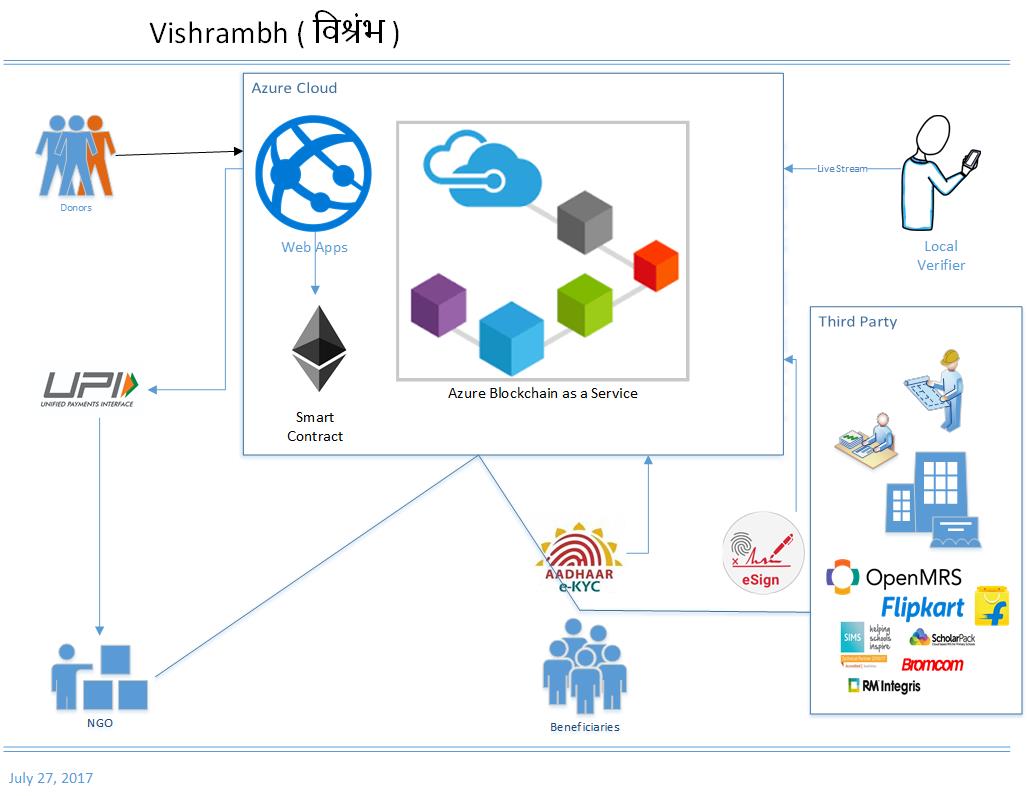 Vishrambh ( विश्रंभ )
Azure Cloud
Donors
Web Apps
Live Stream
Local
Verifier
Third Party
UPI
UNIFIED PAYMENTS INTERFACE
Azure Blockchain as a Service
Smart
Contract
AADHAAR
e-KYC
eSign
OpenMRS
Flipkart
SIMS
helping
schools
inspire
ScholarPack
Bromcom
RM Integris
NGO
Beneficiaries
July 27, 2017